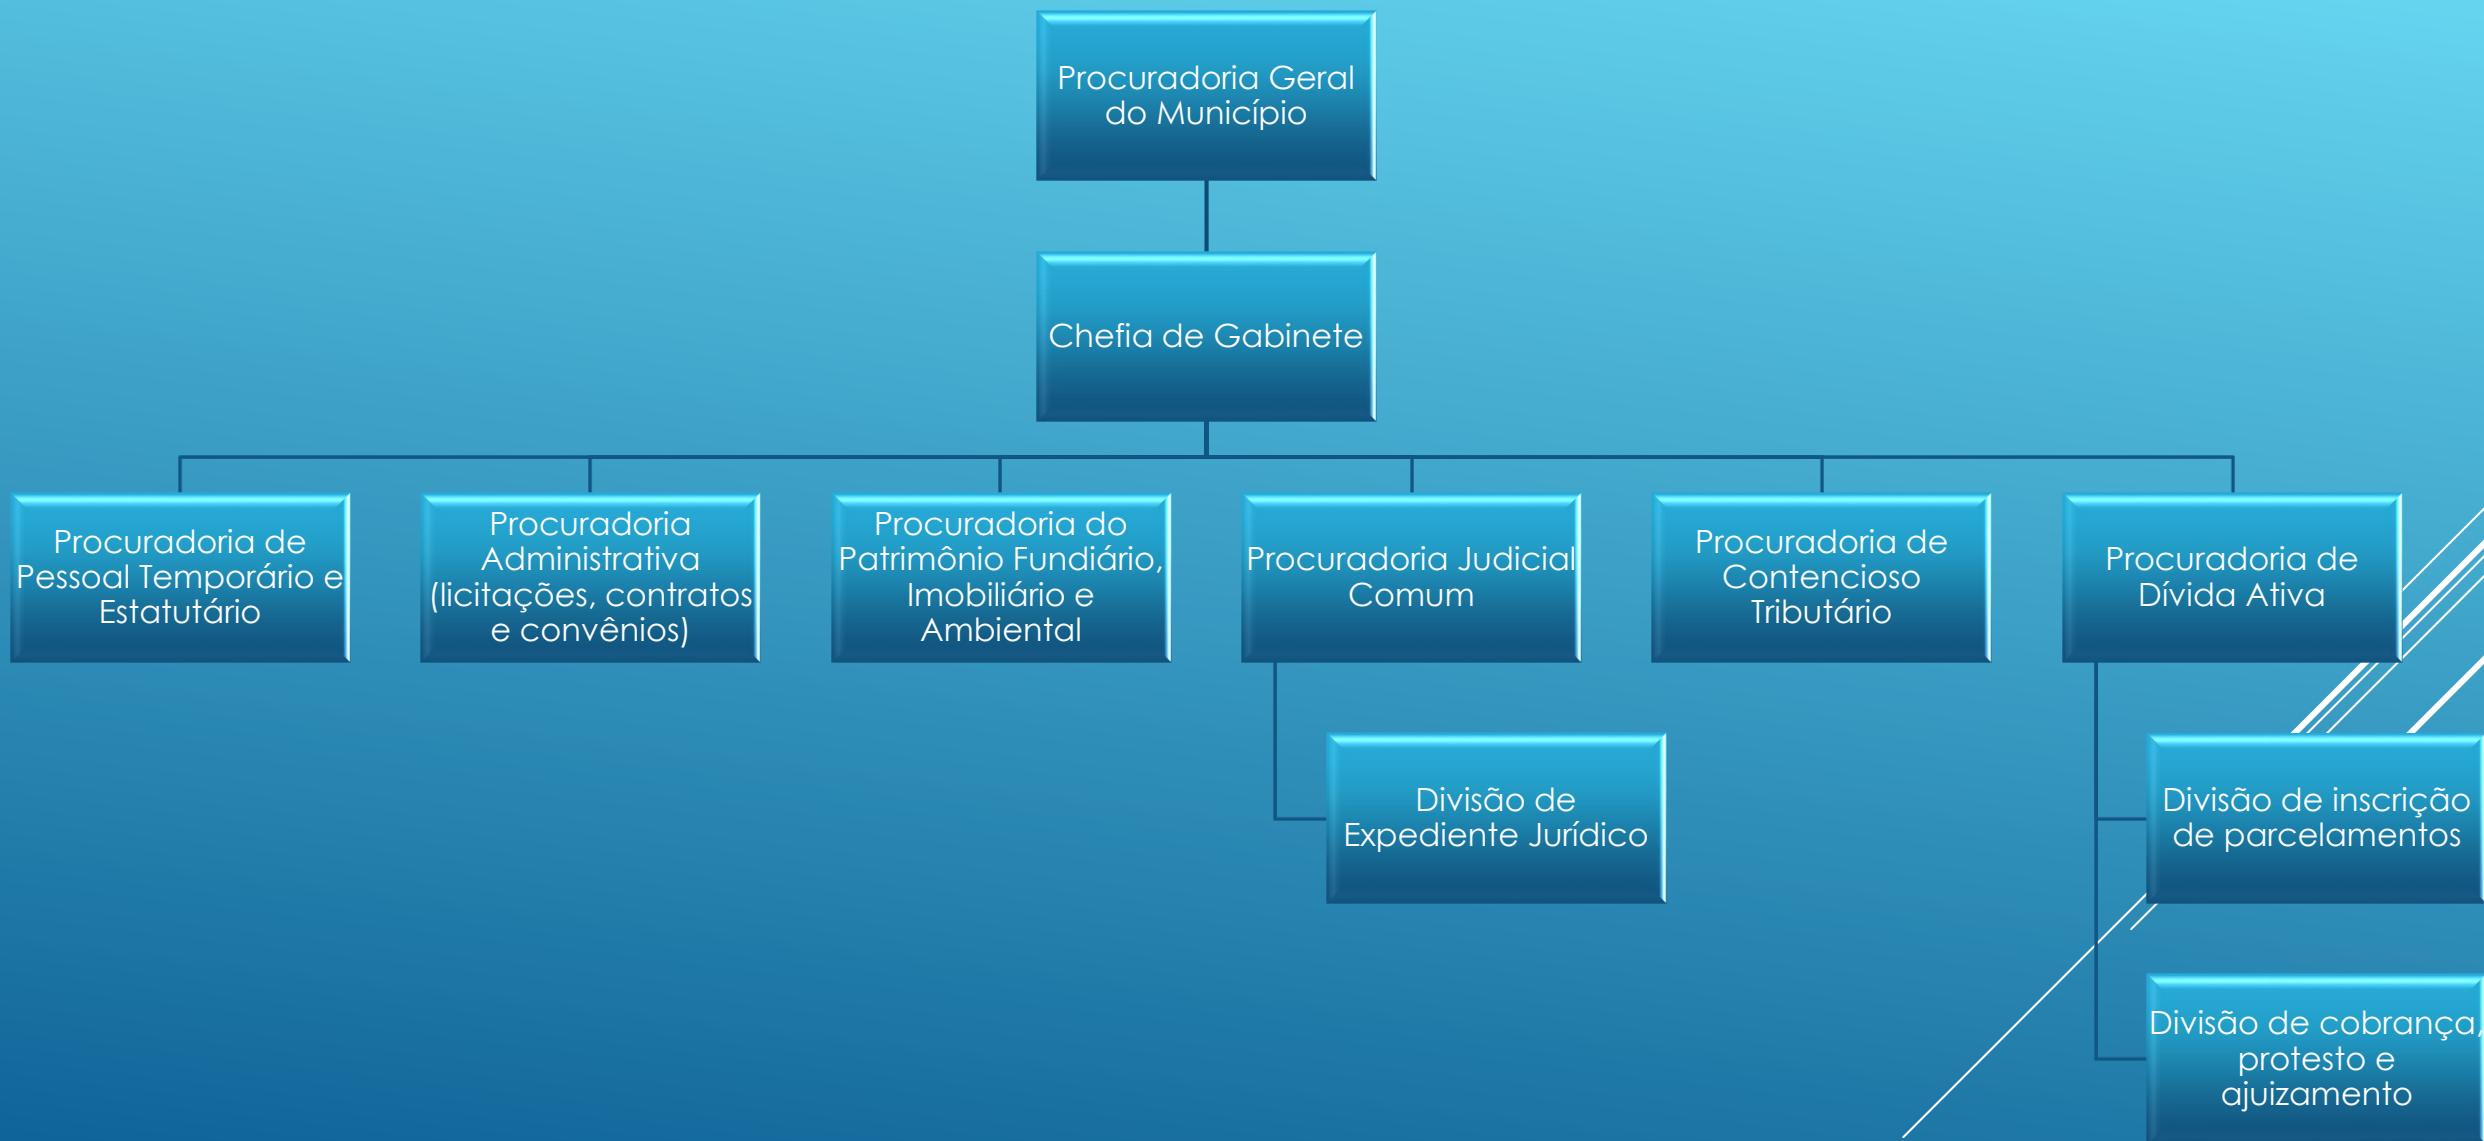 Procuradoria Geral
do Município
Chefia de Gabinete
Procuradoria de
Pessoal Temporário e
Estatutário
Procuradoria
Administrativa
(licitações, contratos
e convênios)
Procuradoria do
Patrimônio Fundiário,
Imobiliário e
Ambiental
Procuradoria Judicial
Comum
Procuradoria de
Contencioso
Tributário
Procuradoria de
Dívida Ativa
Divisão de
Expediente Jurídico
Divisão de inscrição
de parcelamentos
Divisão de cobrança,
protesto e
ajuizamento